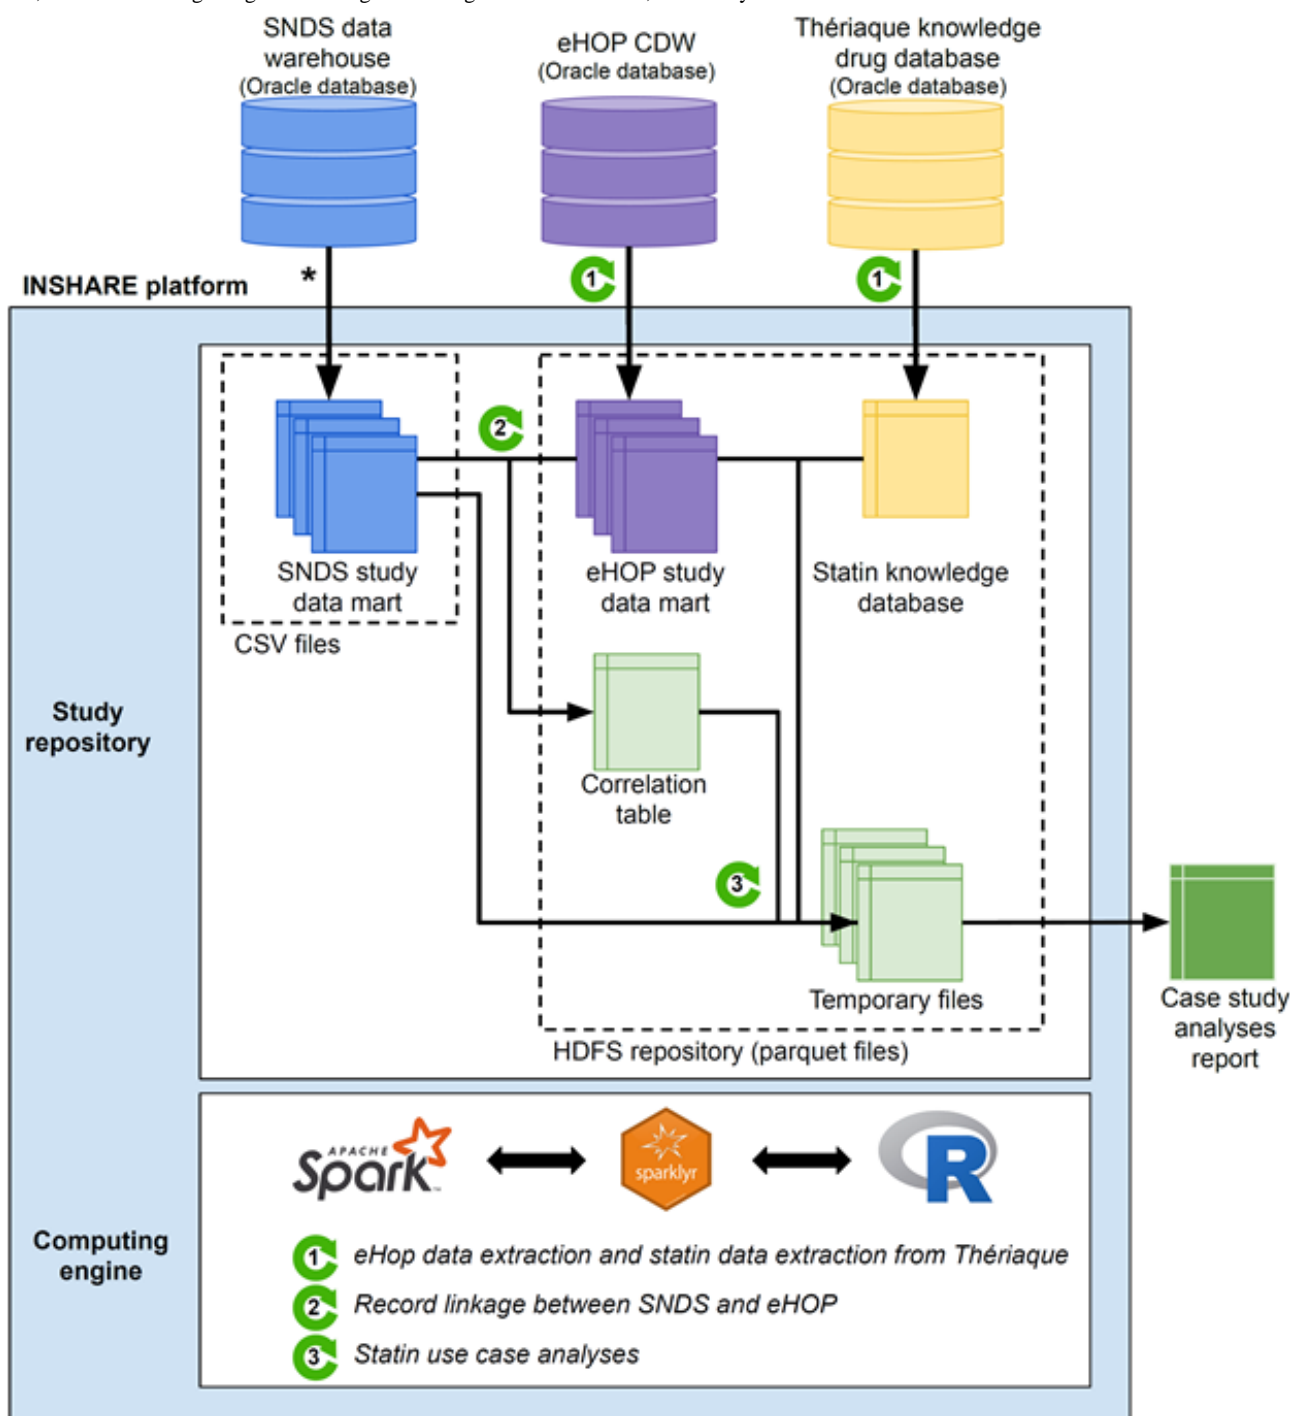 SNDS data
warehouse
(Oracle database)
eHOP CDW
(Oracle database)
Thériaque knowledge
drug database
(Oracle database)
*
1
1
INSHARE platform
2
SNDS study
data mart
CSV files
eHOP study
data mart
Statin knowledge
database
Study
repository
Correlation
table
3
Temporary files
HDFS repository (parquet files)
Case study
analyses
report
APACHE
Spark
sparklyr
R
Computing
engine
1 eHop data extraction and statin data extraction from Thériaque
2 Record linkage between SNDS and eHOP
3 Statin use case analyses